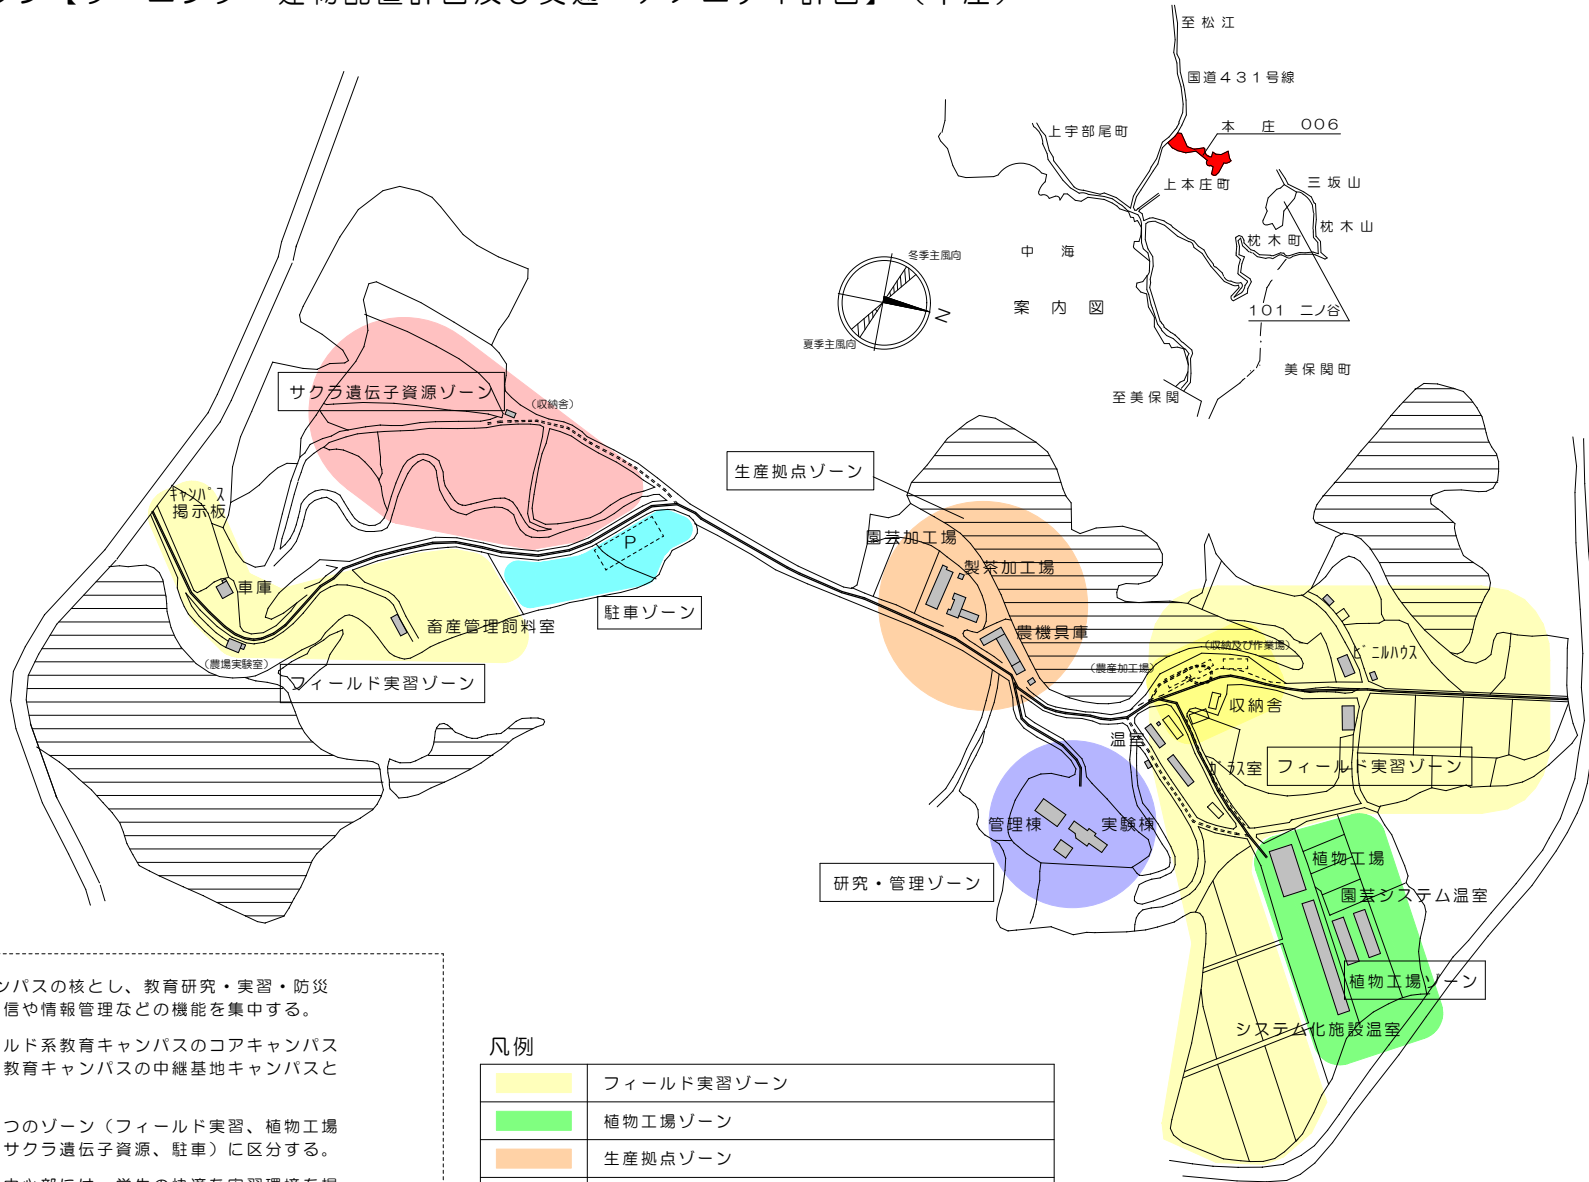 至松江
国道４３１号線
上宇部尾町
本　庄　００６
上本庄町
三坂山
枕木山
枕木町
中　海
案　内　図
１０１　二ノ谷
美保関町
至美保関
冬季主風向
N
夏季主風向
サクラ遺伝子資源ゾーン
（収納舎）
生産拠点ゾーン
ｷｬﾝﾊﾟｽ
掲示板
P
園芸加工場
製茶加工場
車庫
駐車ゾーン
畜産管理飼料室
農機具庫
（農場実験室）
フィールド実習ゾーン
（収納及び作業場）
（農産加工場）
ﾋﾞﾆﾙﾊｳｽ
収納舎
温室
ｶﾞﾗｽ室
フィールド実習ゾーン
管理棟
実験棟
研究・管理ゾーン
植物工場
園芸システム温室
植物工場ゾーン
システム化施設温室
ンパスの核とし、教育研究・実習・防災
信や情報管理などの機能を集中する。
ルド系教育キャンパスのコアキャンパス
教育キャンパスの中継基地キャンパスと
つのゾーン（フィールド実習、植物工場
サクラ遺伝子資源、駐車）に区分する。
凡例
フィールド実習ゾーン
植物工場ゾーン
生産拠点ゾーン